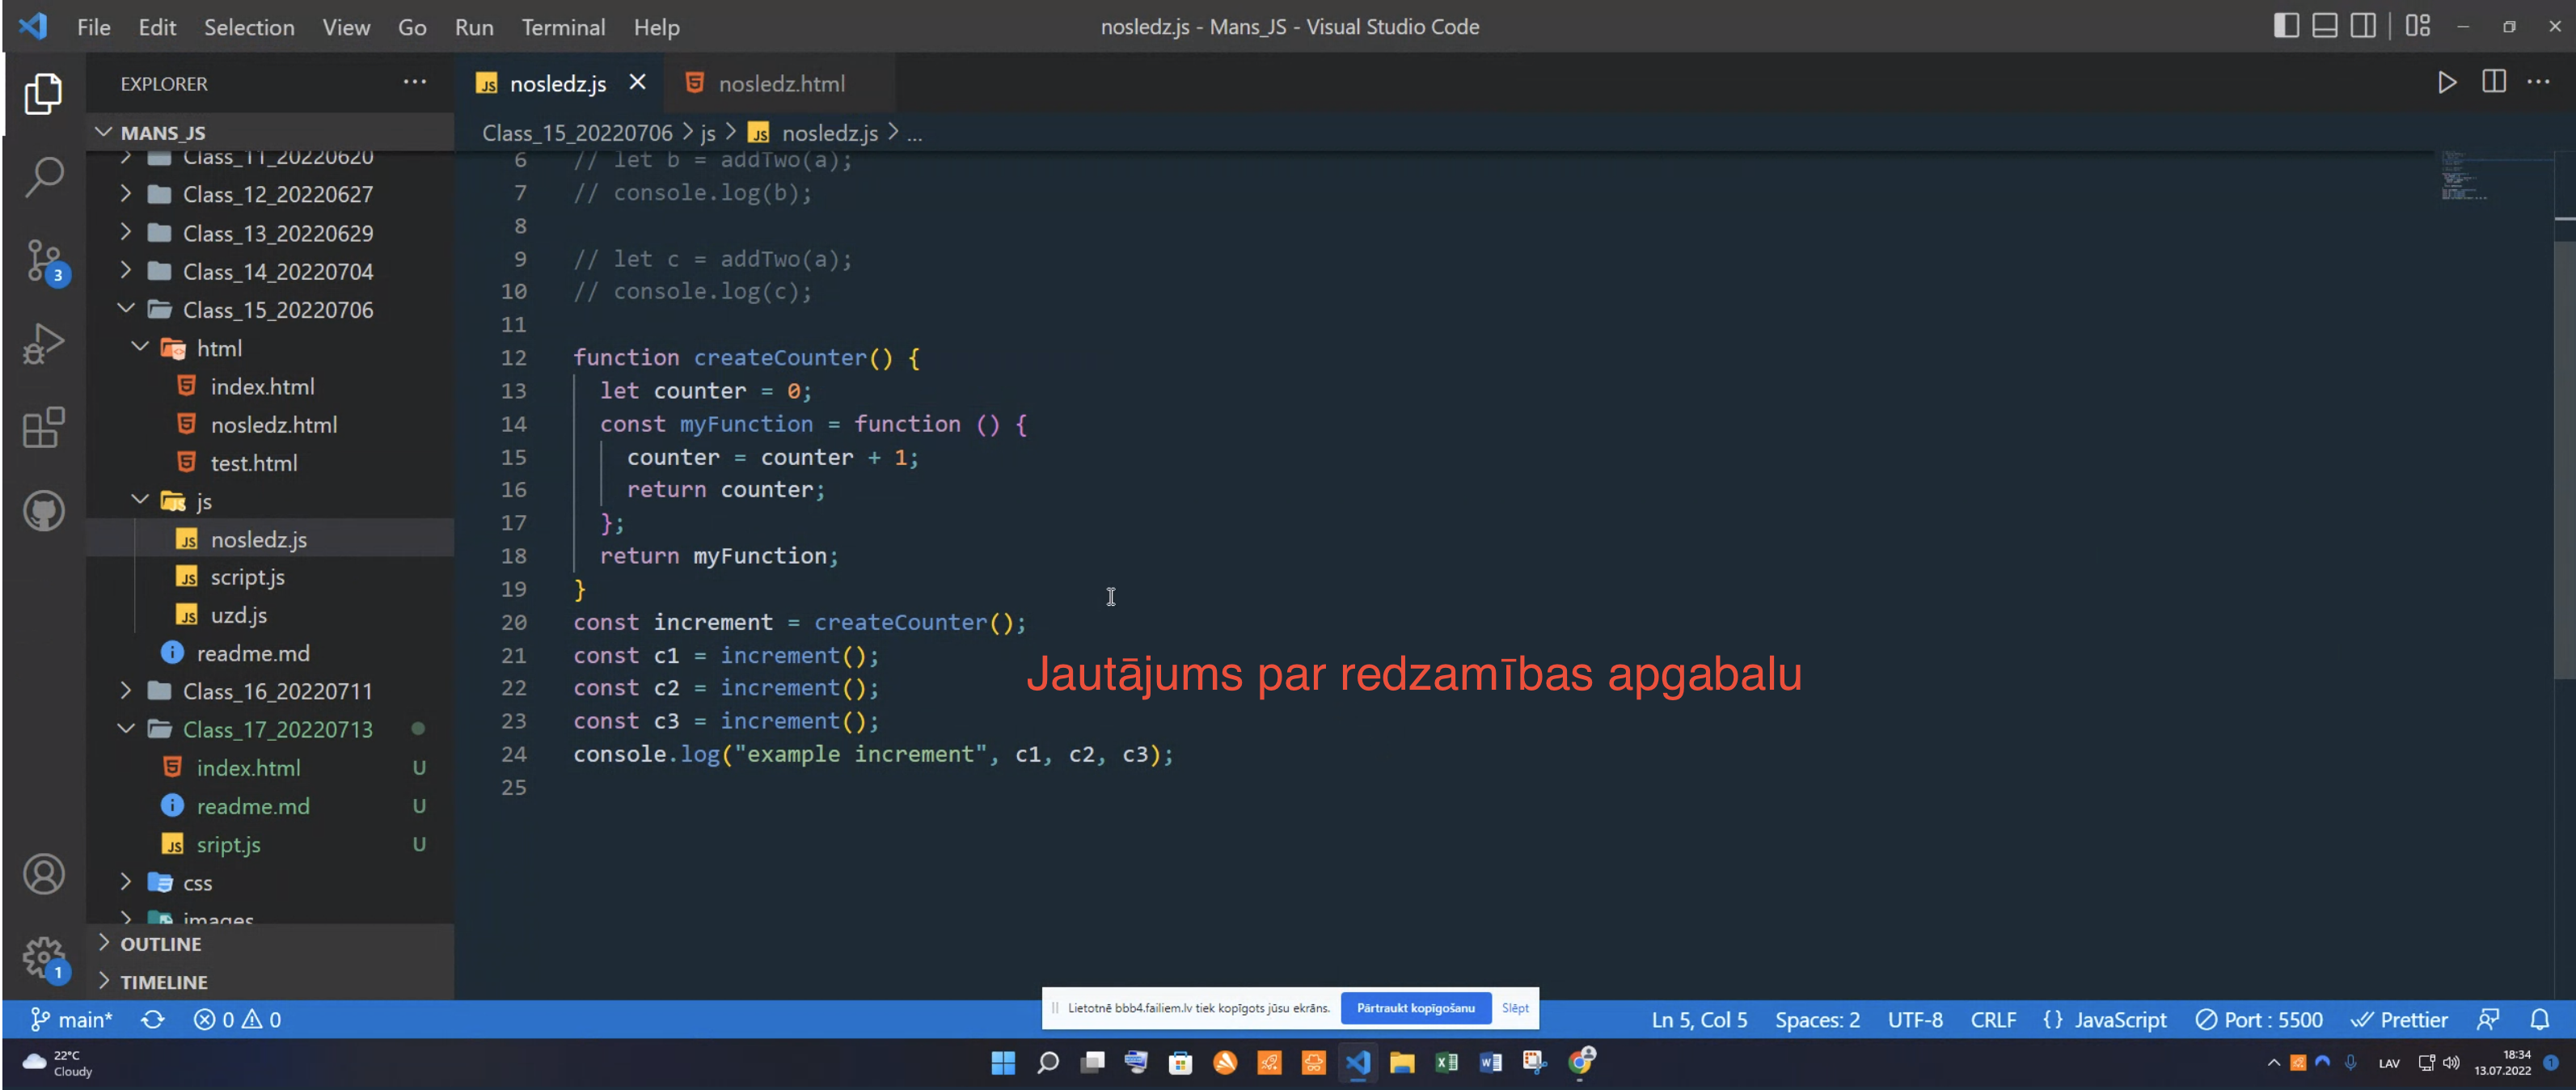 File Edit Selection View Go Run Terminal Help
nosledz.js - Mans_JS - Visual Studio Code
EXPLORER
MANS_JS
Class_11_20220620
Class_12_20220627
Class_13_20220629
Class_14_20220704
Class_15_20220706
html
index.html
nosledz.html
test.html
js
nosledz.js
script.js
uzd.js
readme.md
Class_16_20220711
Class_17_20220713
index.html U
readme.md U
sript.js U
css
images
OUTLINE
TIMELINE
nosledz.js
nosledz.html
Class_15_20220706 > js > nosledz.js > ...
6 // let b = addTwo(a);
7 // console.log(b);
8
9 // let c = addTwo(a);
10 // console.log(c);
11
12 function createCounter() {
13 let counter = 0;
14 const myFunction = function () {
15 counter = counter + 1;
16 return counter;
17 };
18 return myFunction;
19 }
20 const increment = createCounter();
21 const c1 = increment();
22 const c2 = increment();
23 const c3 = increment();
24 console.log("example increment", c1, c2, c3);
25
Jautājums par redzamības apgabalu
Lietotnē bbb4.failiem.lv tiek kopīgots jūsu ekrāns. Pārtraukt kopīgošanu Slēpt
3
1
main* 0 0
Ln 5, Col 5 Spaces: 2 UTF-8 CRLF {} JavaScript Port : 5500 Prettier
22°C
Cloudy
LAV
18:34
13.07.2022
1